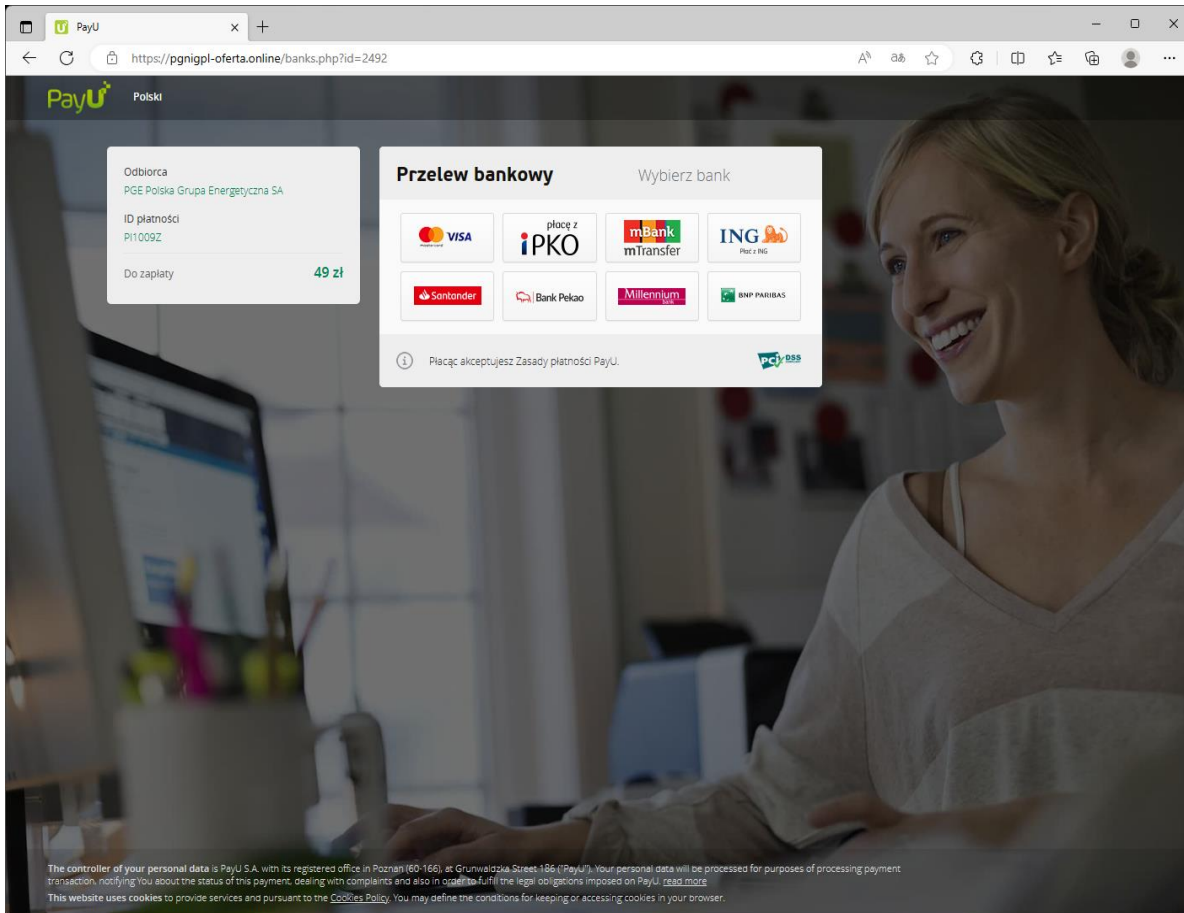 PayU
https://pgnigpl-oferta.online/banks.php?id=2492
PayU
Polski
Odbiorca
PGE Polska Grupa Energetyczna SA
ID płatności
PI1009Z
Do zapłaty 49 zł
Przelew bankowy Wybierz bank
VISA
płacę z
iPKO
mBank
mTransfer
ING
Płać z ING
Santander
Bank Pekao
Millennium
bank
BNP PARIBAS
Płacąc akceptujesz Zasady płatności PayU.
PCI DSS
The controller of your personal data is PayU S.A. with its registered office in Poznan (60-166), at Grunwaldzka Street 186 ("PayU"). Your personal data will be processed for purposes of processing payment
transaction, notifying You about the status of this payment, dealing with complaints and also in order to fulfill the legal obligations imposed on PayU. read more
This website uses cookies to provide services and pursuant to the Cookies Policy. You may define the conditions for keeping or accessing cookies in your browser.